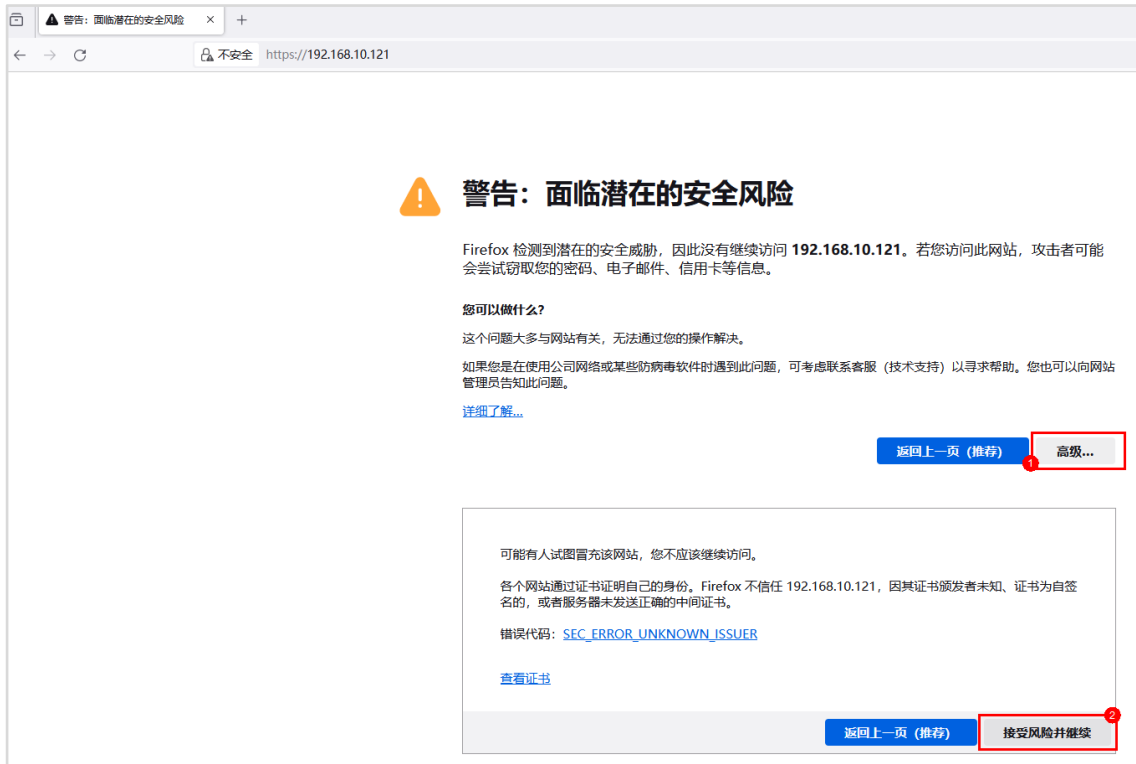 警告：面临潜在的安全风险
不安全 https://192.168.10.121
警告：面临潜在的安全风险
Firefox 检测到潜在的安全威胁，因此没有继续访问 192.168.10.121。若您访问此网站，攻击者可能
会尝试窃取您的密码、电子邮件、信用卡等信息。
您可以做什么？
这个问题大多与网站有关，无法通过您的操作解决。
如果您是在使用公司网络或某些防病毒软件时遇到此问题，可考虑联系客服（技术支持）以寻求帮助。您也可以向网站
管理员告知此问题。
详细了解...
返回上一页（推荐） 1 高级...
可能有人试图冒充该网站，您不应该继续访问。
各个网站通过证书证明自己的身份。Firefox 不信任 192.168.10.121，因其证书颁发者未知、证书为自签
名的，或者服务器未发送正确的中间证书。
错误代码：SEC_ERROR_UNKNOWN_ISSUER
查看证书
返回上一页（推荐） 接受风险并继续 2